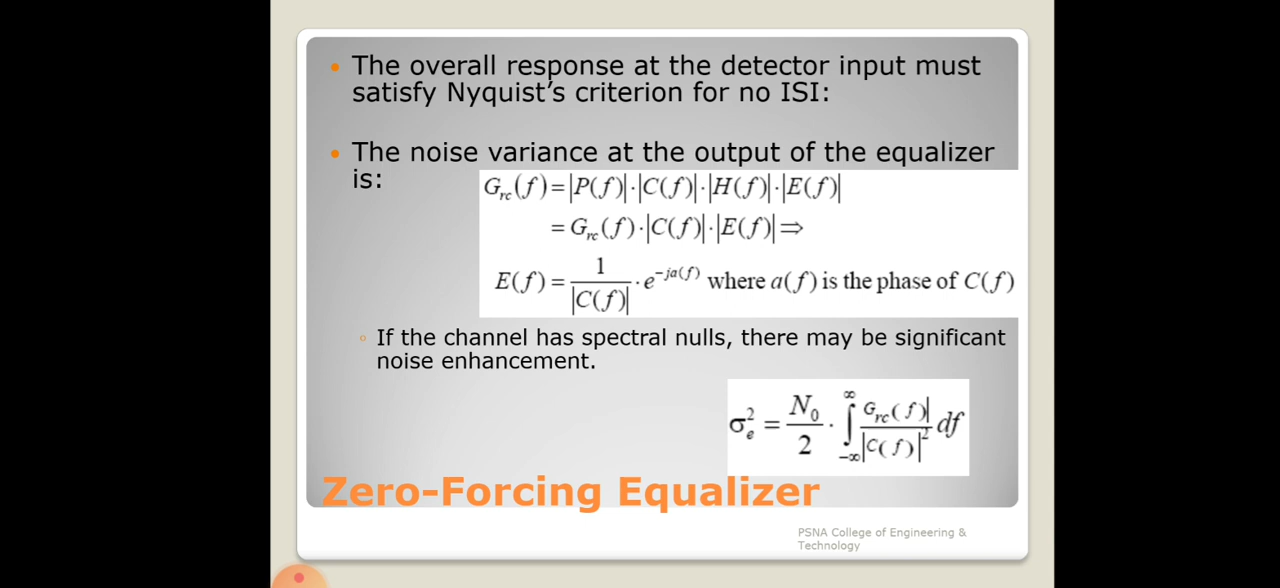 • The overall response at the detector input must
satisfy Nyquist’s criterion for no ISI:
• The noise variance at the output of the equalizer
is:
G_rc(f)=|P(f)|·|C(f)|·|H(f)|·|E(f)|
= G_rc(f)·|C(f)|·|E(f)|⇒
E(f) = 1/|C(f)| · e^{-ja(f)} where a(f) is the phase of C(f)
◦ If the channel has spectral nulls, there may be significant
noise enhancement.
σ_e^2 = N_0/2 · ∫_{-∞}^{∞} G_rc(f)|/|C(f)|^2 df
Zero-Forcing Equalizer
PSNA College of Engineering &
Technology